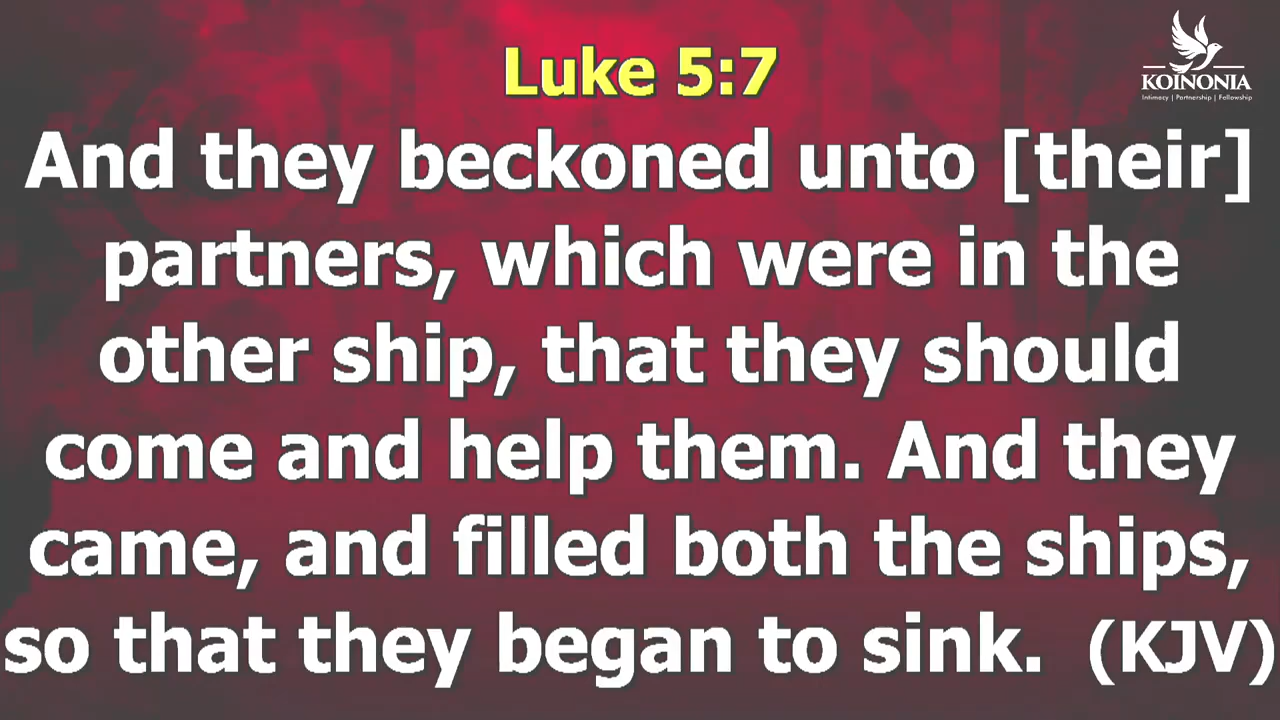 Luke 5:7
KOINONIA
Intimacy | Partnership | Fellowship
And they beckoned unto [their]
partners, which were in the
other ship, that they should
come and help them. And they
came, and filled both the ships,
so that they began to sink. (KJV)